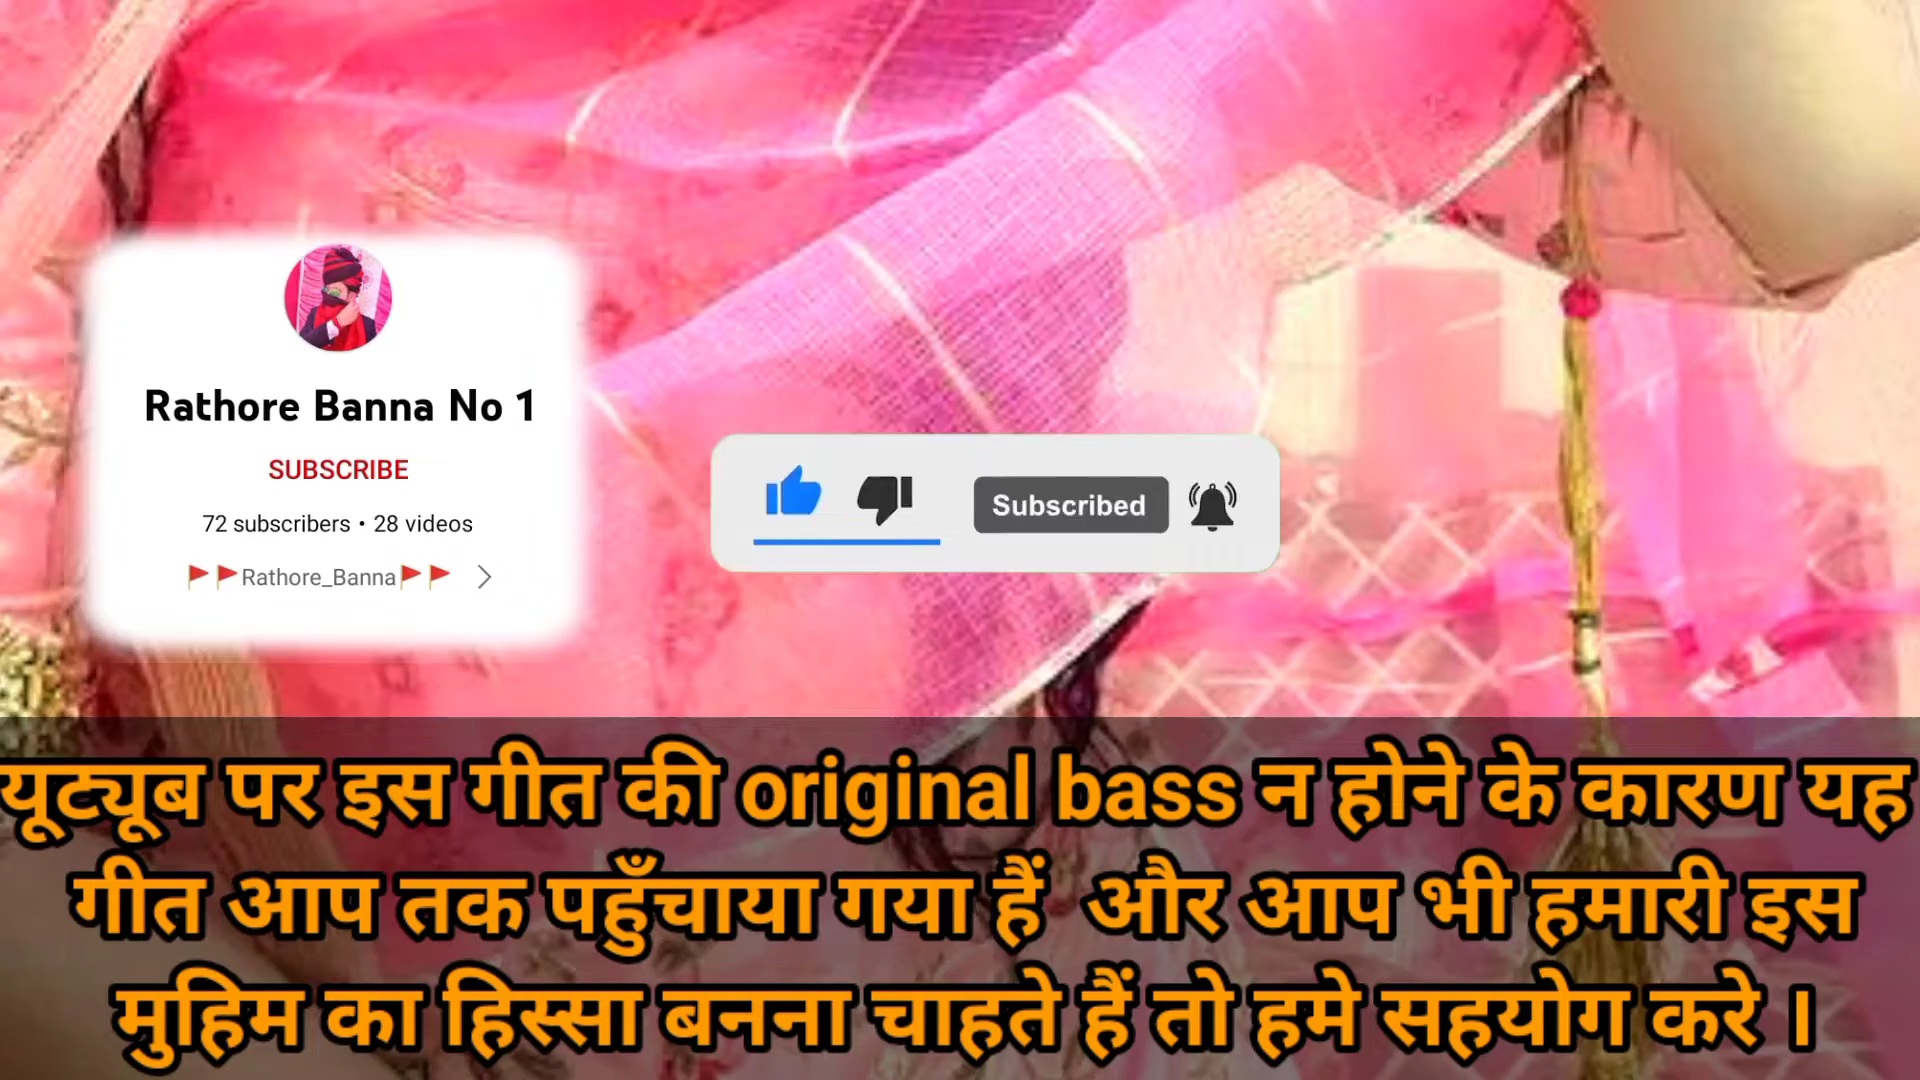 Rathore Banna No 1
SUBSCRIBE
72 subscribers • 28 videos
🚩🚩Rathore_Banna🚩🚩
Subscribed
यूट्यूब पर इस गीत की original bass न होने के कारण यह
गीत आप तक पहुँचाया गया हैं और आप भी हमारी इस
मुहिम का हिस्सा बनना चाहते हैं तो हमे सहयोग करे ।